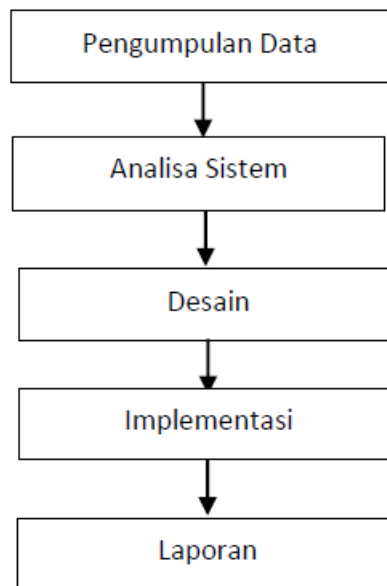 Pengumpulan Data
Analisa Sistem
Desain
Implementasi
Laporan